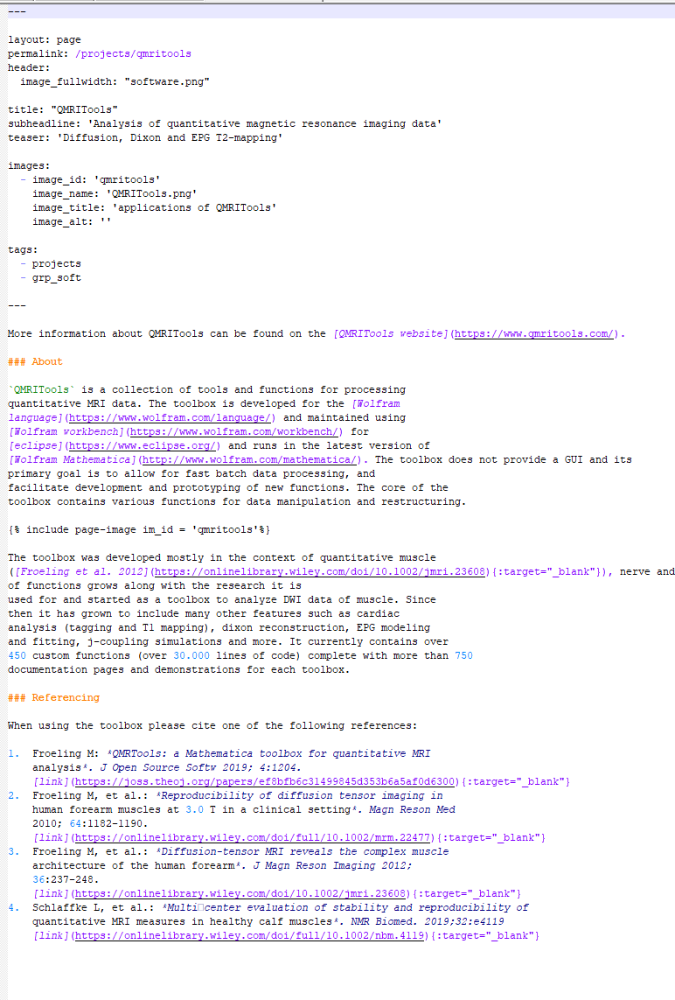 ---
layout: page
permalink: /projects/qmritools
header:
  image_fullwidth: "software.png"
title: "QMRITools"
subheadline: 'Analysis of quantitative magnetic resonance imaging data'
teaser: 'Diffusion, Dixon and EPG T2-mapping'
images:
  - image_id: 'qmritools'
    image_name: 'QMRITools.png'
    image_title: 'applications of QMRITools'
    image_alt: ''
tags:
  - projects
  - grp_soft
---
More information about QMRITools can be found on the [QMRITools website](https://www.qmritools.com/).
### About
`QMRITools` is a collection of tools and functions for processing
quantitative MRI data. The toolbox is developed for the [Wolfram
language](https://www.wolfram.com/language/) and maintained using
[Wolfram workbench](https://www.wolfram.com/workbench/) for
[eclipse](https://www.eclipse.org/) and runs in the latest version of
[Wolfram Mathematica](http://www.wolfram.com/mathematica/). The toolbox does not provide a GUI and its
primary goal is to allow for fast batch data processing, and
facilitate development and prototyping of new functions. The core of the
toolbox contains various functions for data manipulation and restructuring.
{% include page-image im_id = 'qmritools'%}
The toolbox was developed mostly in the context of quantitative muscle
([Froeling et al. 2012](https://onlinelibrary.wiley.com/doi/10.1002/jmri.23608){:target="_blank"}), nerve and
of functions grows along with the research it is
used for and started as a toolbox to analyze DWI data of muscle. Since
then it has grown to include many other features such as cardiac
analysis (tagging and T1 mapping), dixon reconstruction, EPG modeling
and fitting, j-coupling simulations and more. It currently contains over
450 custom functions (over 30.000 lines of code) complete with more than 750
documentation pages and demonstrations for each toolbox.
### Referencing
When using the toolbox please cite one of the following references:
1.  Froeling M: *QMRTools: a Mathematica toolbox for quantitative MRI
    analysis*. J Open Source Softw 2019; 4:1204.
    [link](https://joss.theoj.org/papers/ef8bfb6c31499845d353b6a5af0d6300){:target="_blank"}
2.  Froeling M, et al.: *Reproducibility of diffusion tensor imaging in
    human forearm muscles at 3.0 T in a clinical setting*. Magn Reson Med
    2010; 64:1182-1190.
    [link](https://onlinelibrary.wiley.com/doi/full/10.1002/mrm.22477){:target="_blank"}
3.  Froeling M, et al.: *Diffusion-tensor MRI reveals the complex muscle
    architecture of the human forearm*. J Magn Reson Imaging 2012;
    36:237-248.
    [link](https://onlinelibrary.wiley.com/doi/10.1002/jmri.23608){:target="_blank"}
4.  Schlaffke L, et al.: *Multi□center evaluation of stability and reproducibility of
    quantitative MRI measures in healthy calf muscles*. NMR Biomed. 2019;32:e4119
    [link](https://onlinelibrary.wiley.com/doi/full/10.1002/nbm.4119){:target="_blank"}